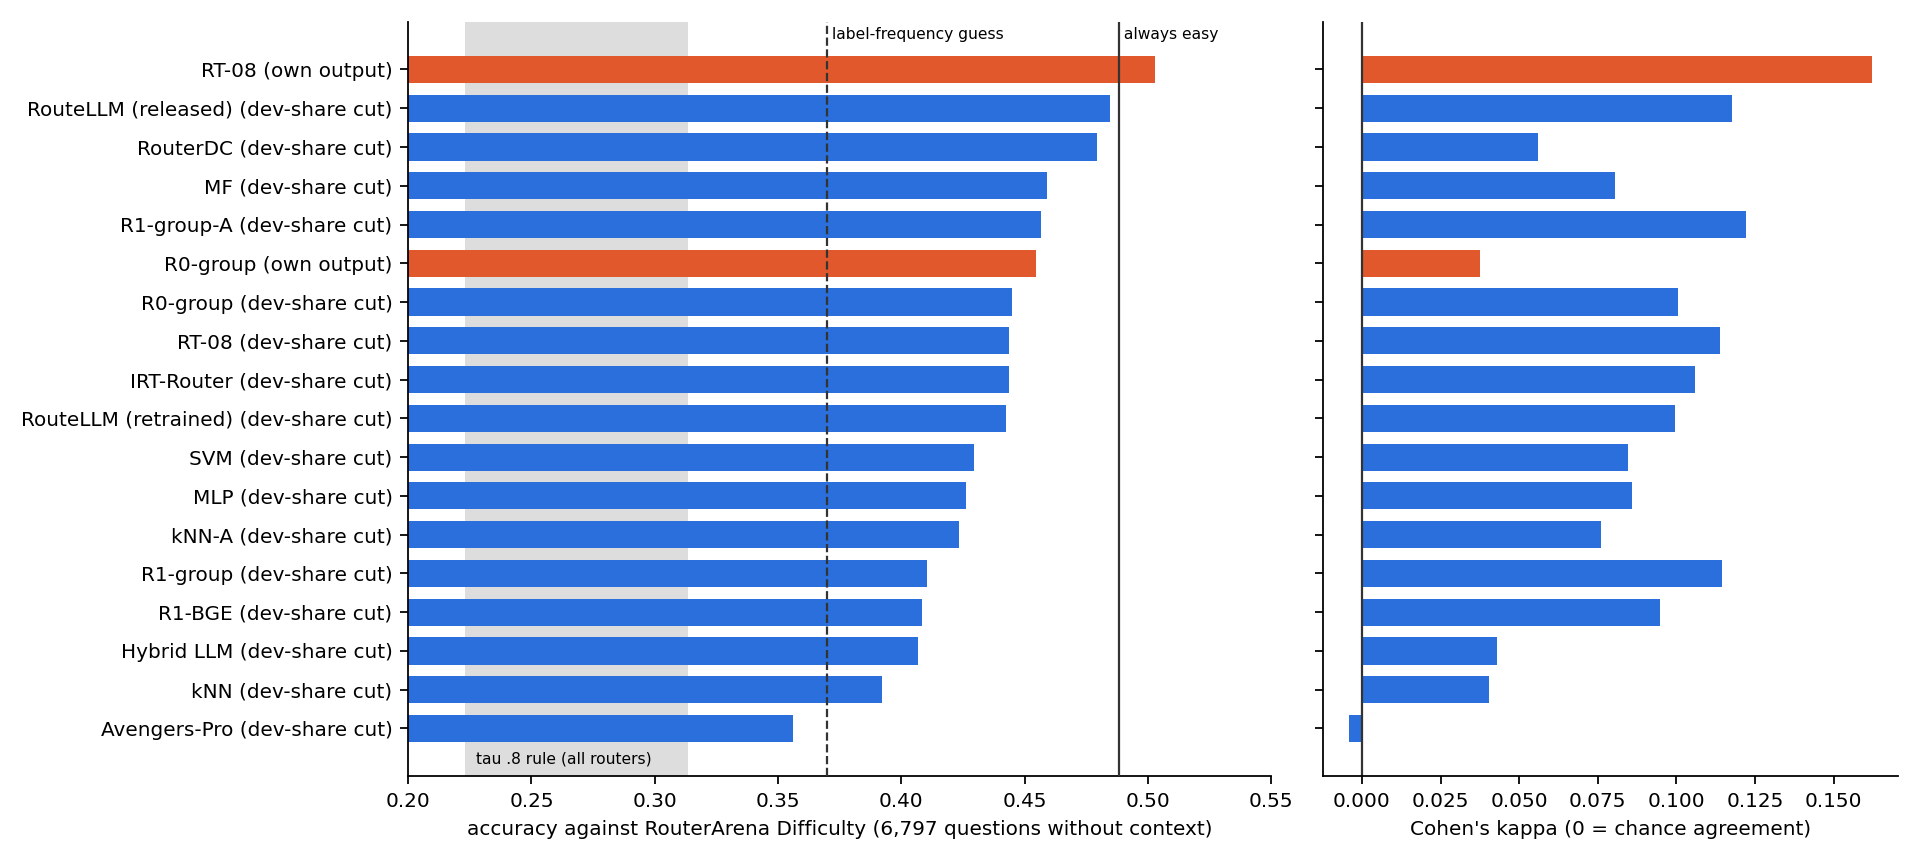 label-frequency guess
always easy
RT-08 (own output)
RouteLLM (released) (dev-share cut)
RouterDC (dev-share cut)
MF (dev-share cut)
R1-group-A (dev-share cut)
R0-group (own output)
R0-group (dev-share cut)
RT-08 (dev-share cut)
IRT-Router (dev-share cut)
RouteLLM (retrained) (dev-share cut)
SVM (dev-share cut)
MLP (dev-share cut)
kNN-A (dev-share cut)
R1-group (dev-share cut)
R1-BGE (dev-share cut)
Hybrid LLM (dev-share cut)
kNN (dev-share cut)
Avengers-Pro (dev-share cut)
tau .8 rule (all routers)
0.20 0.25 0.30 0.35 0.40 0.45 0.50 0.55
accuracy against RouterArena Difficulty (6,797 questions without context)
0.000 0.025 0.050 0.075 0.100 0.125 0.150
Cohen's kappa (0 = chance agreement)